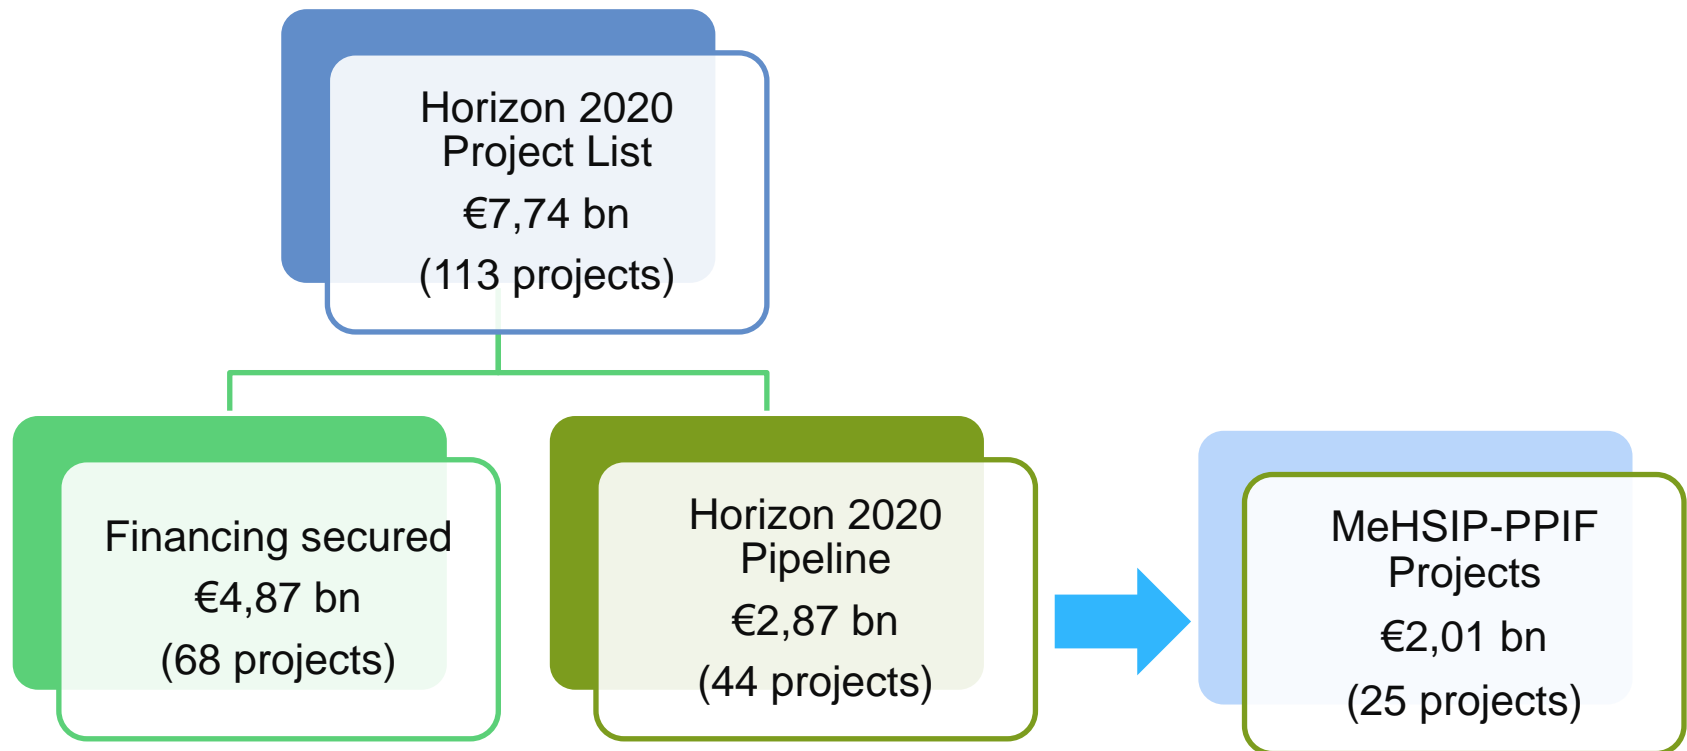 Horizon 2020
Project List
€7,74 bn
(113 projects)
Financing secured
€4,87 bn
(68 projects)
Horizon 2020
Pipeline
€2,87 bn
(44 projects)
MeHSIP-PPIF
Projects
€2,01 bn
(25 projects)